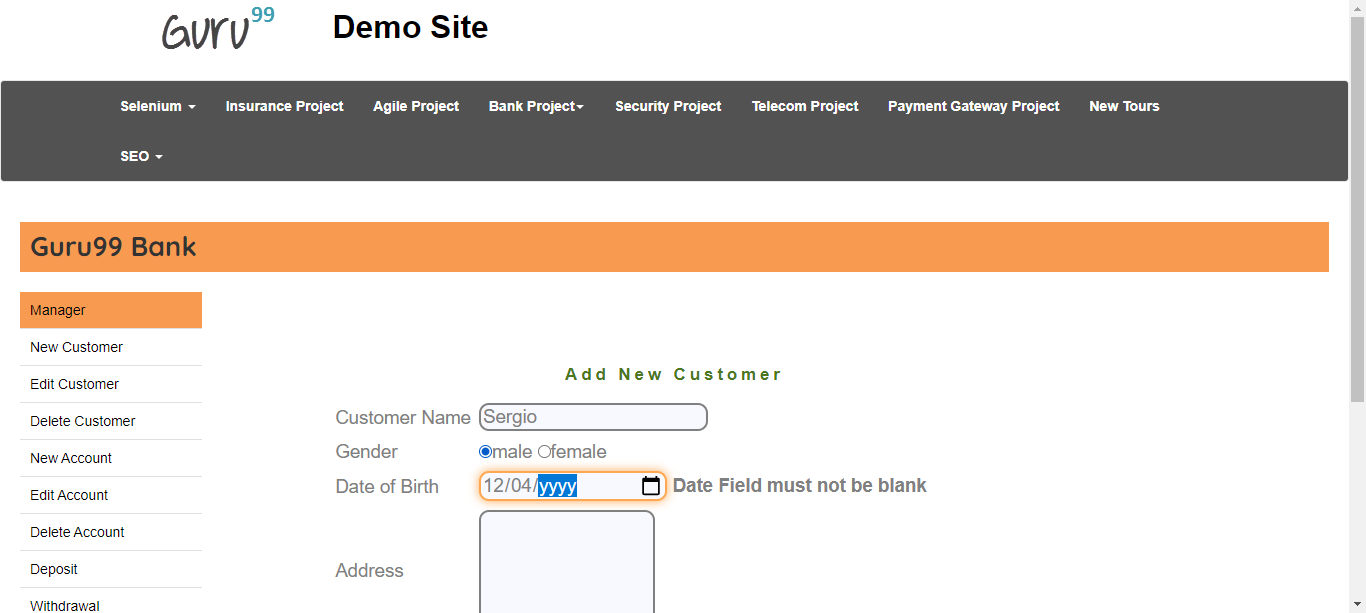 Guru99
Demo Site
Selenium
Insurance Project
Agile Project
Bank Project
Security Project
Telecom Project
Payment Gateway Project
New Tours
SEO
Guru99 Bank
Manager
New Customer
Edit Customer
Delete Customer
New Account
Edit Account
Delete Account
Deposit
Withdrawal
Add New Customer
Customer Name Sergio
Gender male female
Date of Birth 12/04/yyyy Date Field must not be blank
Address